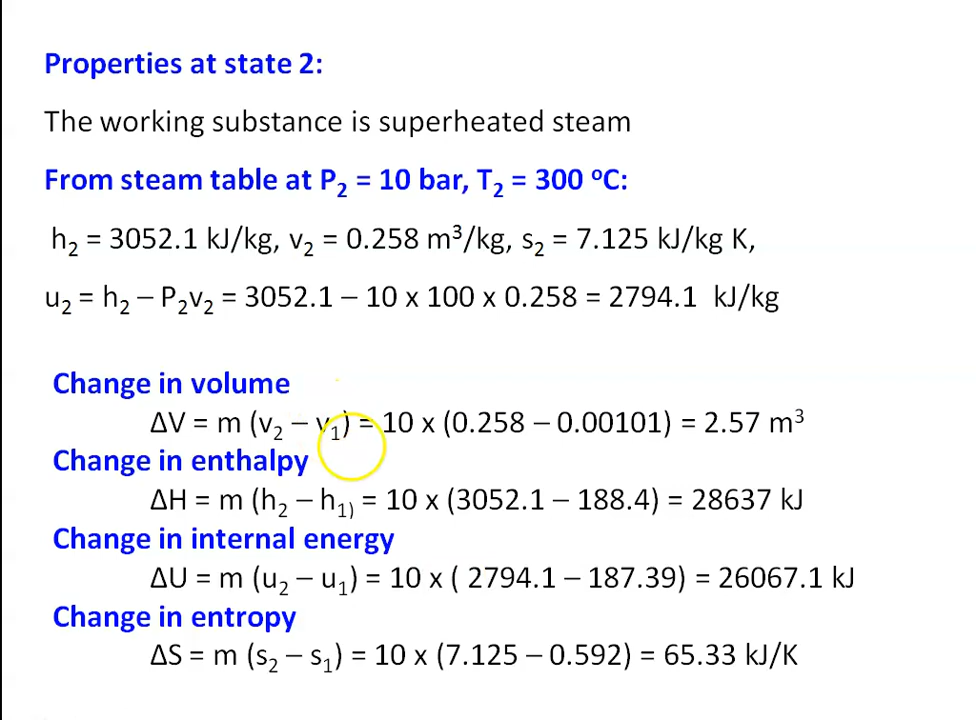 Properties at state 2:
The working substance is superheated steam
From steam table at P₂ = 10 bar, T₂ = 300 ºC:
h₂ = 3052.1 kJ/kg, v₂ = 0.258 m³/kg, s₂ = 7.125 kJ/kg K,
u₂ = h₂ – P₂v₂ = 3052.1 – 10 x 100 x 0.258 = 2794.1 kJ/kg
Change in volume
ΔV = m (v₂ – v₁) = 10 x (0.258 – 0.00101) = 2.57 m³
Change in enthalpy
ΔH = m (h₂ – h₁₎ = 10 x (3052.1 – 188.4) = 28637 kJ
Change in internal energy
ΔU = m (u₂ – u₁) = 10 x ( 2794.1 – 187.39) = 26067.1 kJ
Change in entropy
ΔS = m (s₂ – s₁) = 10 x (7.125 – 0.592) = 65.33 kJ/K